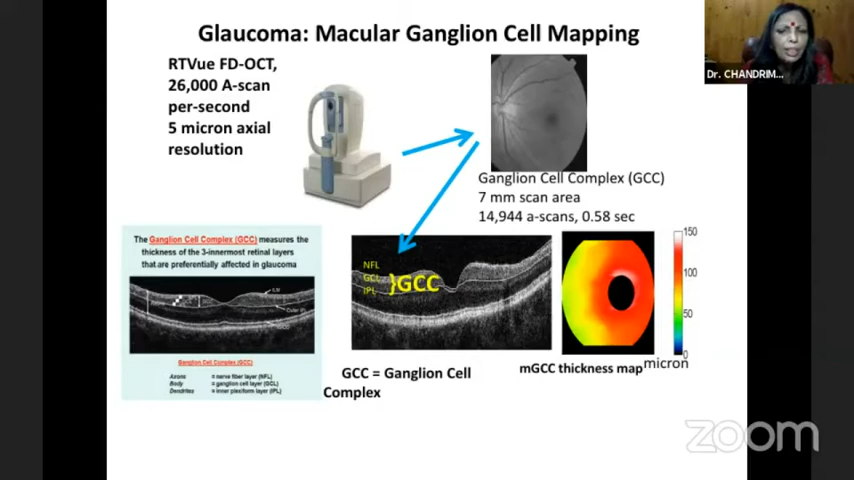 Glaucoma: Macular Ganglion Cell Mapping
Dr. CHANDRIM...
RTVue FD-OCT,
26,000 A-scan
per-second
5 micron axial
resolution
Ganglion Cell Complex (GCC)
7 mm scan area
14,944 a-scans, 0.58 sec
The Ganglion Cell Complex (GCC) measures the
thickness of the 3-innermost retinal layers
that are preferentially affected in glaucoma
ILM
Ganglion Cell Complex (GCC)
Axons = nerve fiber layer (NFL)
Body = ganglion cell layer (GCL)
Dendrites = inner plexiform layer (IPL)
NFL
GCL
IPL
}GCC
GCC = Ganglion Cell
Complex
150
100
50
0
micron
mGCC thickness map
zoom